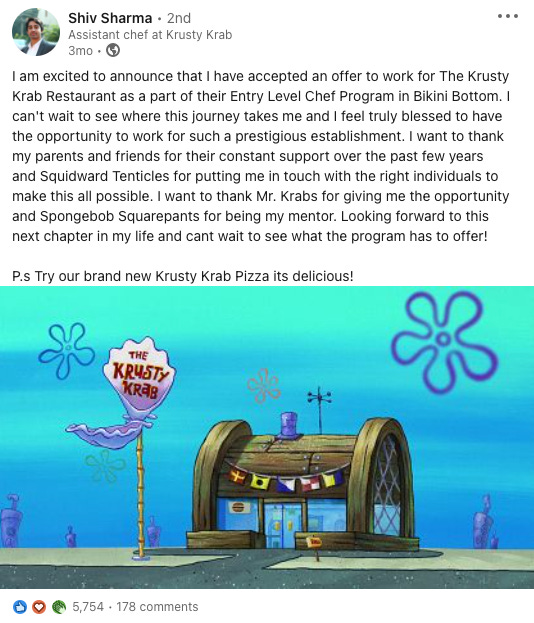 Shiv Sharma • 2nd
Assistant chef at Krusty Krab
3mo •
I am excited to announce that I have accepted an offer to work for The Krusty
Krab Restaurant as a part of their Entry Level Chef Program in Bikini Bottom. I
can't wait to see where this journey takes me and I feel truly blessed to have
the opportunity to work for such a prestigious establishment. I want to thank
my parents and friends for their constant support over the past few years
and Squidward Tenticles for putting me in touch with the right individuals to
make this all possible. I want to thank Mr. Krabs for giving me the opportunity
and Spongebob Squarepants for being my mentor. Looking forward to this
next chapter in my life and cant wait to see what the program has to offer!
P.s Try our brand new Krusty Krab Pizza its delicious!
THE
KRUSTY
KRAB
5,754 • 178 comments